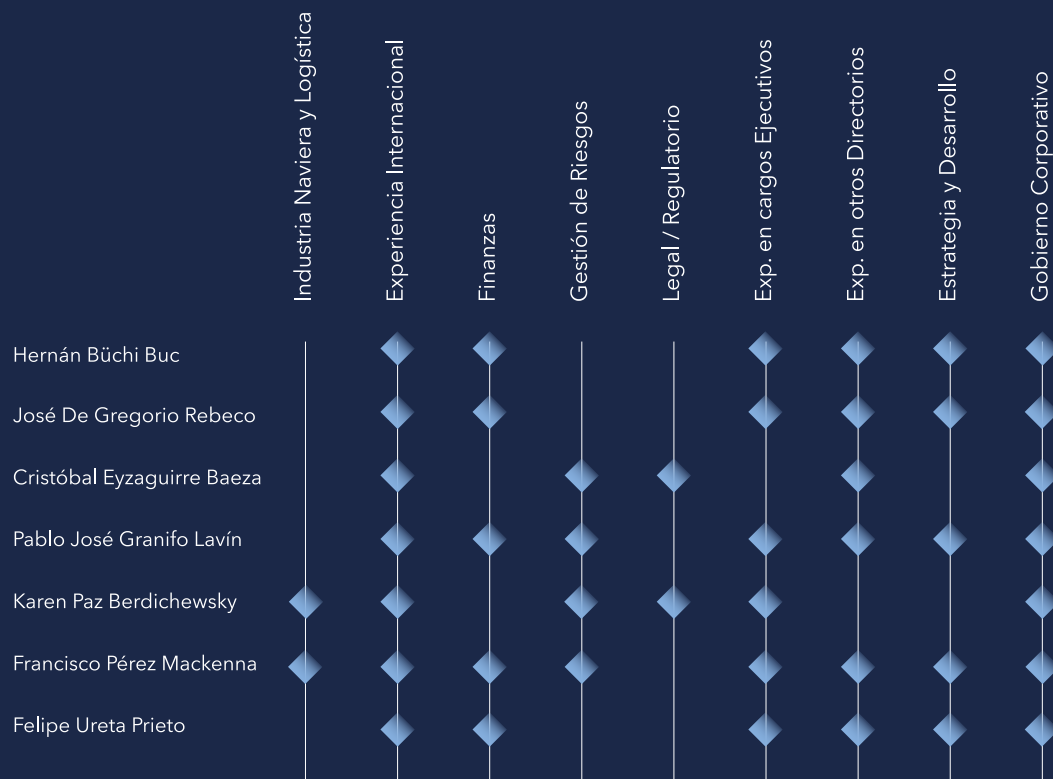 Industria Naviera y Logística
Experiencia Internacional
Finanzas
Gestión de Riesgos
Legal / Regulatorio
Exp. en cargos Ejecutivos
Exp. en otros Directorios
Estrategia y Desarrollo
Gobierno Corporativo
Hernán Büchi Buc
José De Gregorio Rebeco
Cristóbal Eyzaguirre Baeza
Pablo José Granifo Lavín
Karen Paz Berdichewsky
Francisco Pérez Mackenna
Felipe Ureta Prieto